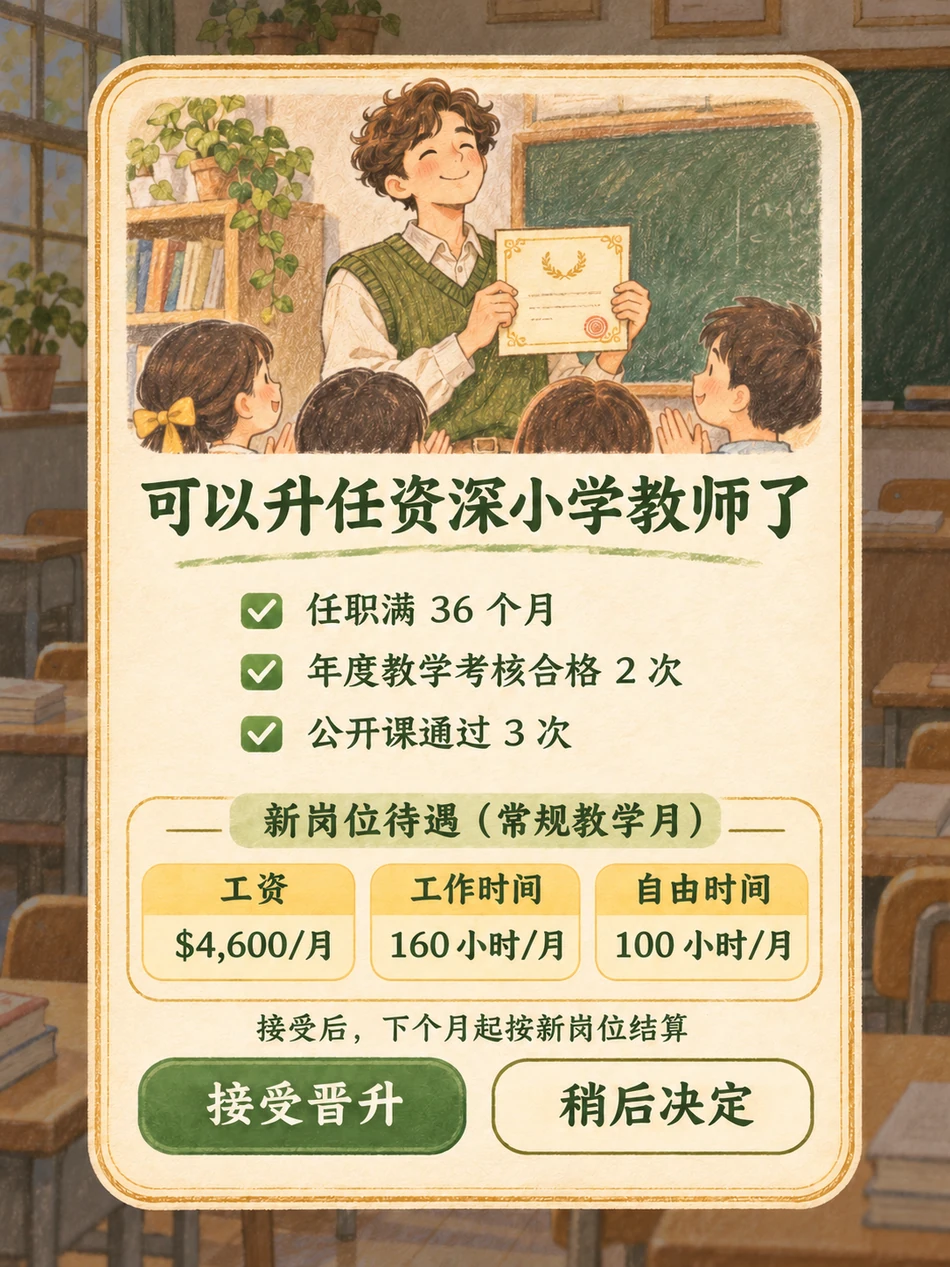 可以升任资深小学教师了
任职满 36 个月
年度教学考核合格 2 次
公开课通过 3 次
新岗位待遇（常规教学月）
工资
$4,600/月
工作时间
160 小时/月
自由时间
100 小时/月
接受后，下个月起按新岗位结算
接受晋升
稍后决定